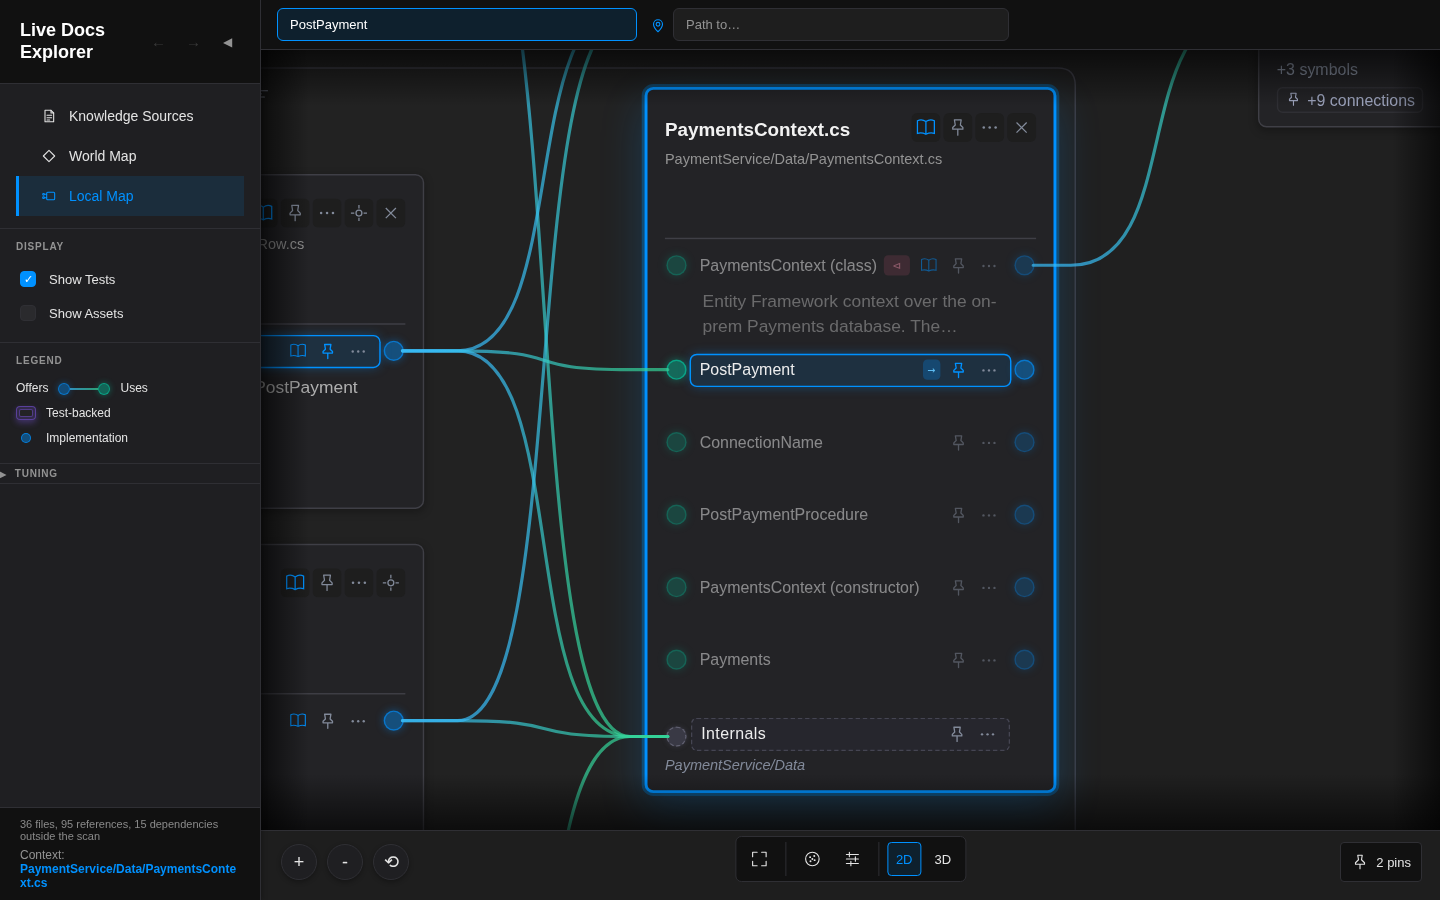 Live Docs
Explorer
PostPayment
Path to…
Knowledge Sources
World Map
Local Map
DISPLAY
Show Tests
Show Assets
LEGEND
Offers
Uses
Test-backed
Implementation
TUNING
36 files, 95 references, 15 dependencies
outside the scan
Context:
PaymentService/Data/PaymentsConte
xt.cs
Row.cs
PostPayment
PaymentsContext.cs
PaymentService/Data/PaymentsContext.cs
PaymentsContext (class)
Entity Framework context over the on-
prem Payments database. The…
PostPayment
ConnectionName
PostPaymentProcedure
PaymentsContext (constructor)
Payments
Internals
PaymentService/Data
+3 symbols
+9 connections
+
-
2D
3D
2 pins